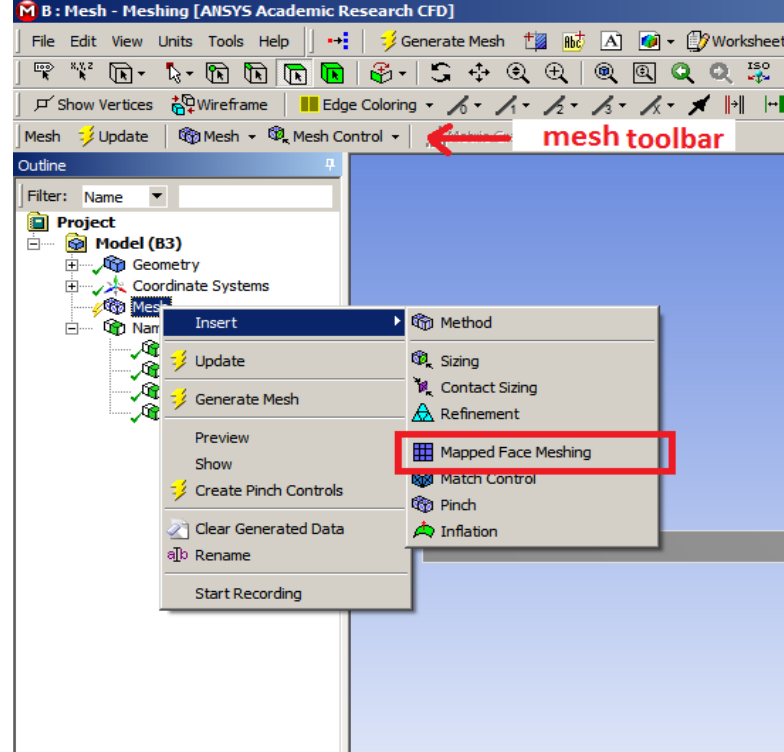 B : Mesh - Meshing [ANSYS Academic Research CFD]
File Edit View Units Tools Help Generate Mesh Abc A Worksheet
x,y,z ISO
Show Vertices Wireframe Edge Coloring
Mesh Update Mesh Mesh Control mesh toolbar
Outline
Filter: Name
Project
Model (B3)
Geometry
Coordinate Systems
Mesh
Insert Method
Update Sizing
Contact Sizing
Generate Mesh Refinement
Preview Mapped Face Meshing
Show Match Control
Create Pinch Controls Pinch
Clear Generated Data Inflation
Rename
Start Recording